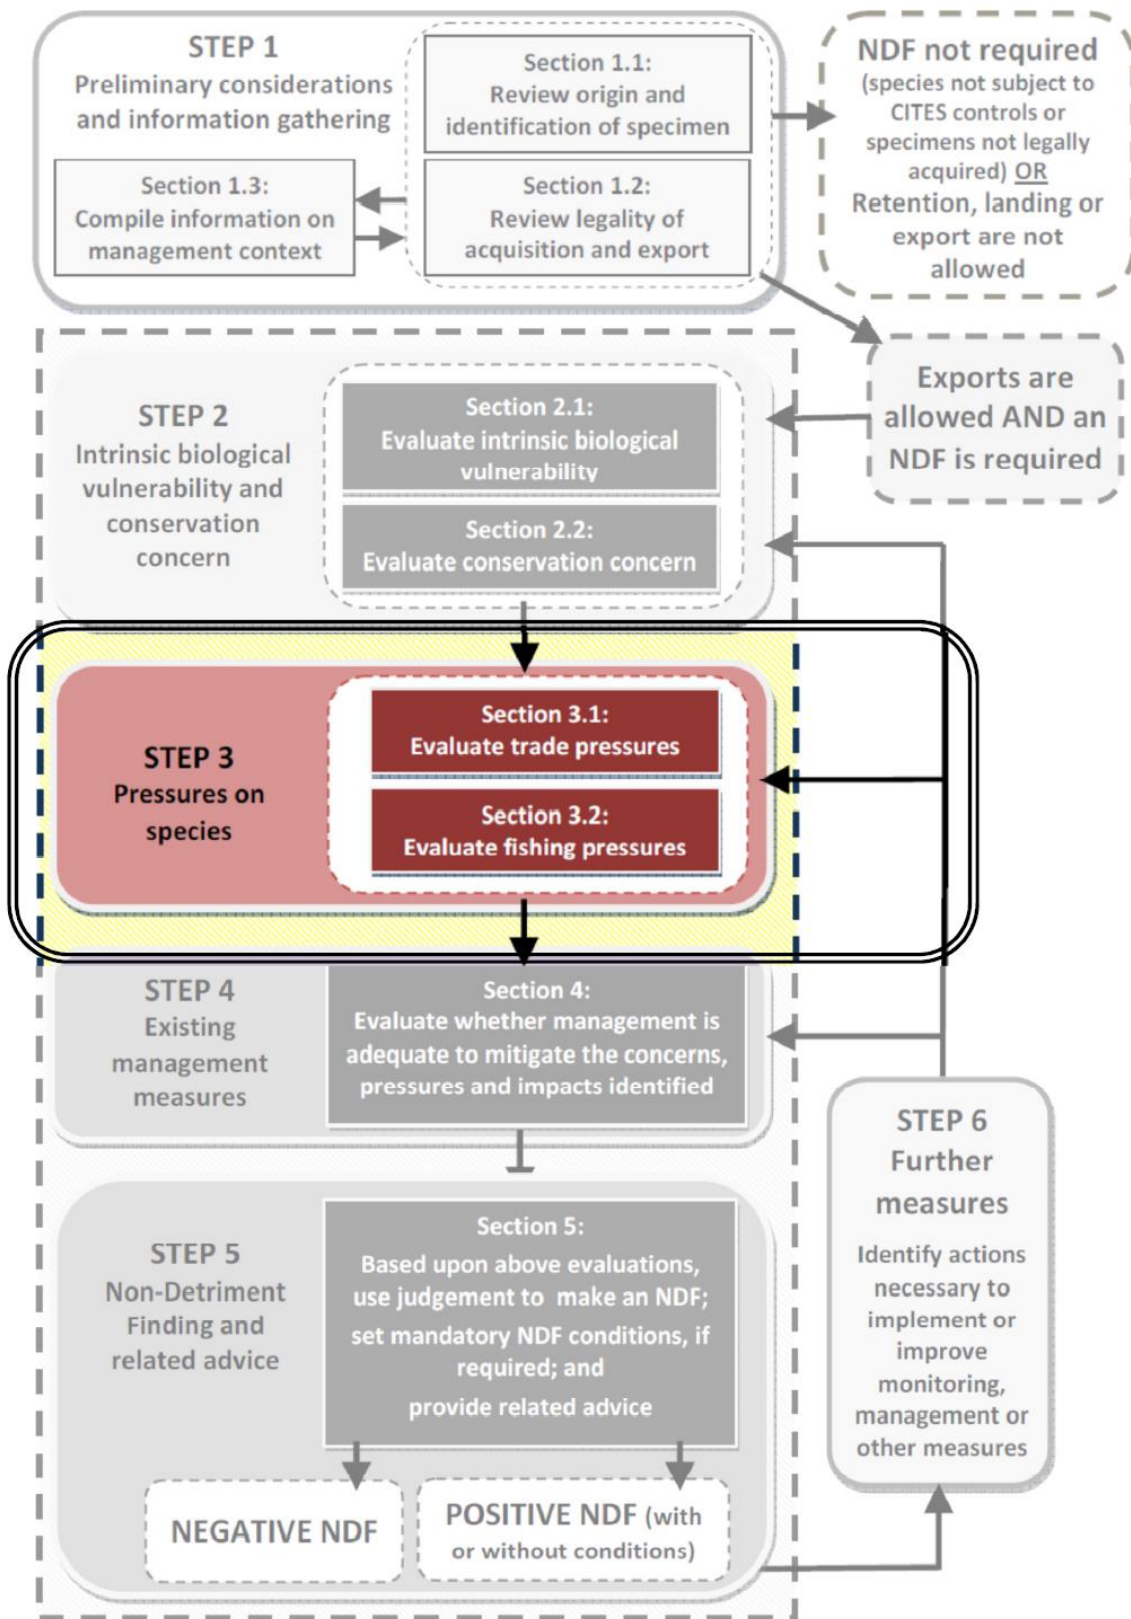 STEP 1
Preliminary considerations
and information gathering
Section 1.1:
Review origin and
identification of specimen
Section 1.2:
Review legality of
acquisition and export
Section 1.3:
Compile information on
management context
NDF not required
(species not subject to
CITES controls or
specimens not legally
acquired) OR
Retention, landing or
export are not
allowed
Exports are
allowed AND an
NDF is required
STEP 2
Intrinsic biological
vulnerability and
conservation
concern
Section 2.1:
Evaluate intrinsic biological
vulnerability
Section 2.2:
Evaluate conservation concern
STEP 3
Pressures on
species
Section 3.1:
Evaluate trade pressures
Section 3.2:
Evaluate fishing pressures
STEP 4
Existing
management
measures
Section 4:
Evaluate whether management is
adequate to mitigate the concerns,
pressures and impacts identified
STEP 5
Non-Detriment
Finding and
related advice
Section 5:
Based upon above evaluations,
use judgement to make an NDF;
set mandatory NDF conditions, if
required; and
provide related advice
NEGATIVE NDF
POSITIVE NDF (with
or without conditions)
STEP 6
Further
measures
Identify actions
necessary to
implement or
improve
monitoring,
management or
other measures